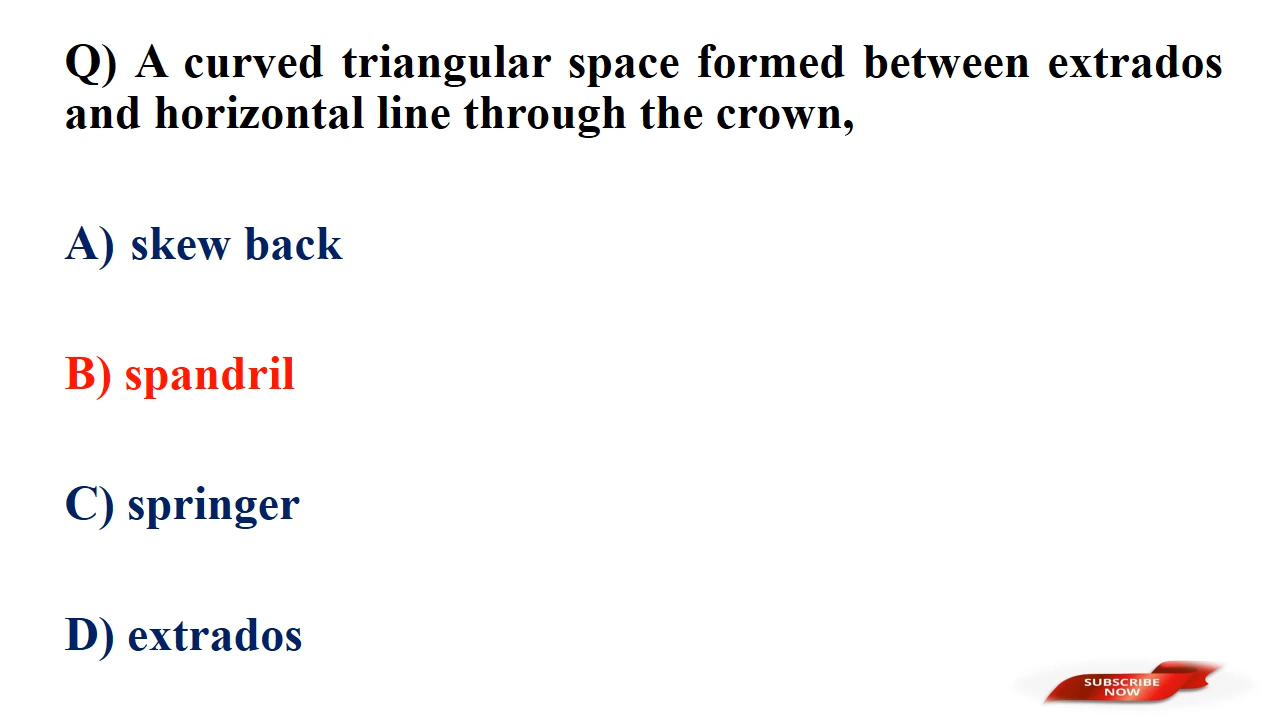 Q) A curved triangular space formed between extrados
and horizontal line through the crown,
A) skew back
B) spandril
C) springer
D) extrados
SUBSCRIBE
NOW